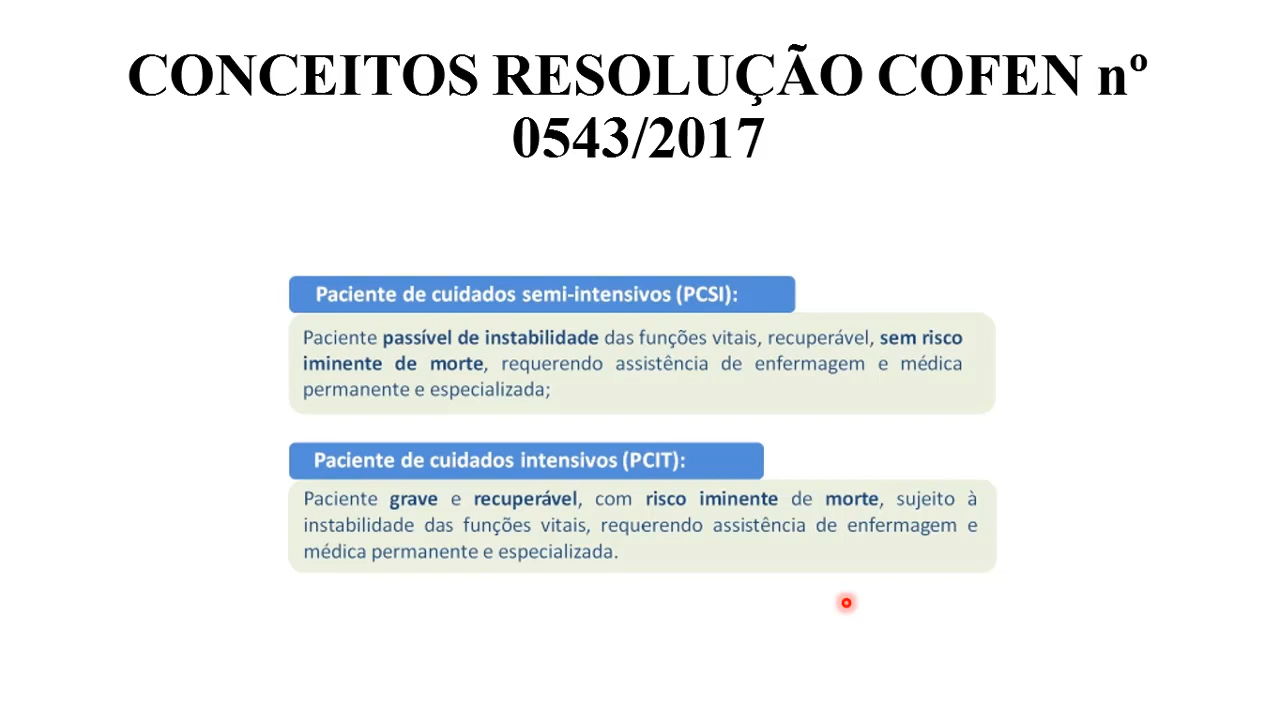 CONCEITOS RESOLUÇÃO COFEN nº
0543/2017
Paciente de cuidados semi-intensivos (PCSI):
Paciente passível de instabilidade das funções vitais, recuperável, sem risco
iminente de morte, requerendo assistência de enfermagem e médica
permanente e especializada;
Paciente de cuidados intensivos (PCIT):
Paciente grave e recuperável, com risco iminente de morte, sujeito à
instabilidade das funções vitais, requerendo assistência de enfermagem e
médica permanente e especializada.